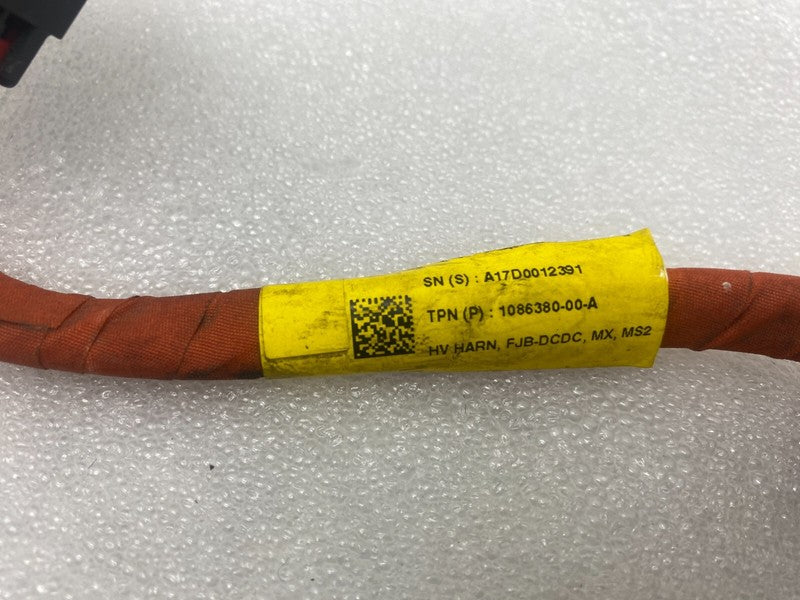 SN (S) : A17D0012391
TPN (P) : 1086380-00-A
HV HARN, FJB-DCDC, MX, MS2